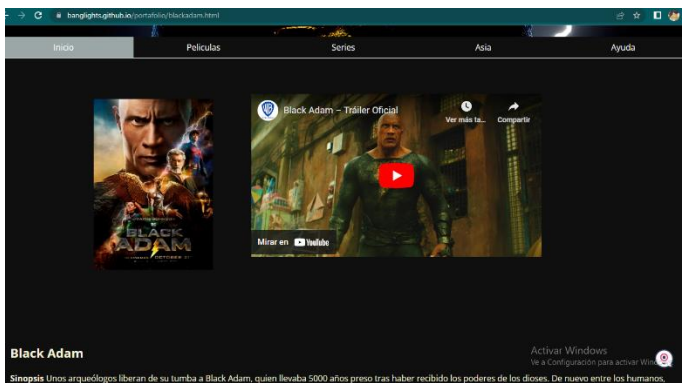 hanglights.github.io/portafolio/blackadam.html
Inicio Peliculas Series Asia Ayuda
Black Adam – Tráiler Oficial
Ver más ta... Compartir
BLACK
ADAM
Mirar en YouTube
Black Adam
Activar Windows
Ve a Configuración para activar Win
Sinopsis Unos arqueólogos liberan de su tumba a Black Adam, quien llevaba 5000 años preso tras haber recibido los poderes de los dioses. De nuevo entre los humanos,